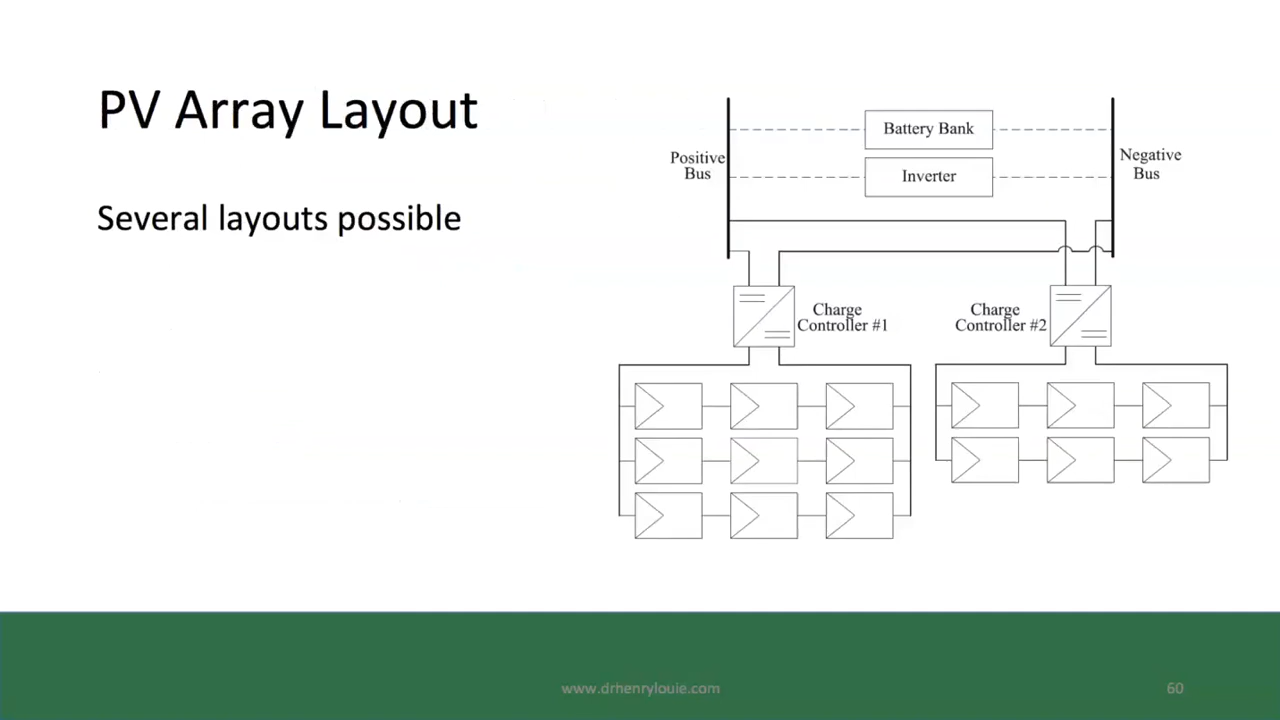 PV Array Layout
Several layouts possible
Battery Bank
Positive
Bus
Negative
Bus
Inverter
Charge
Controller #1
Charge
Controller #2
www.drhenrylouie.com
60